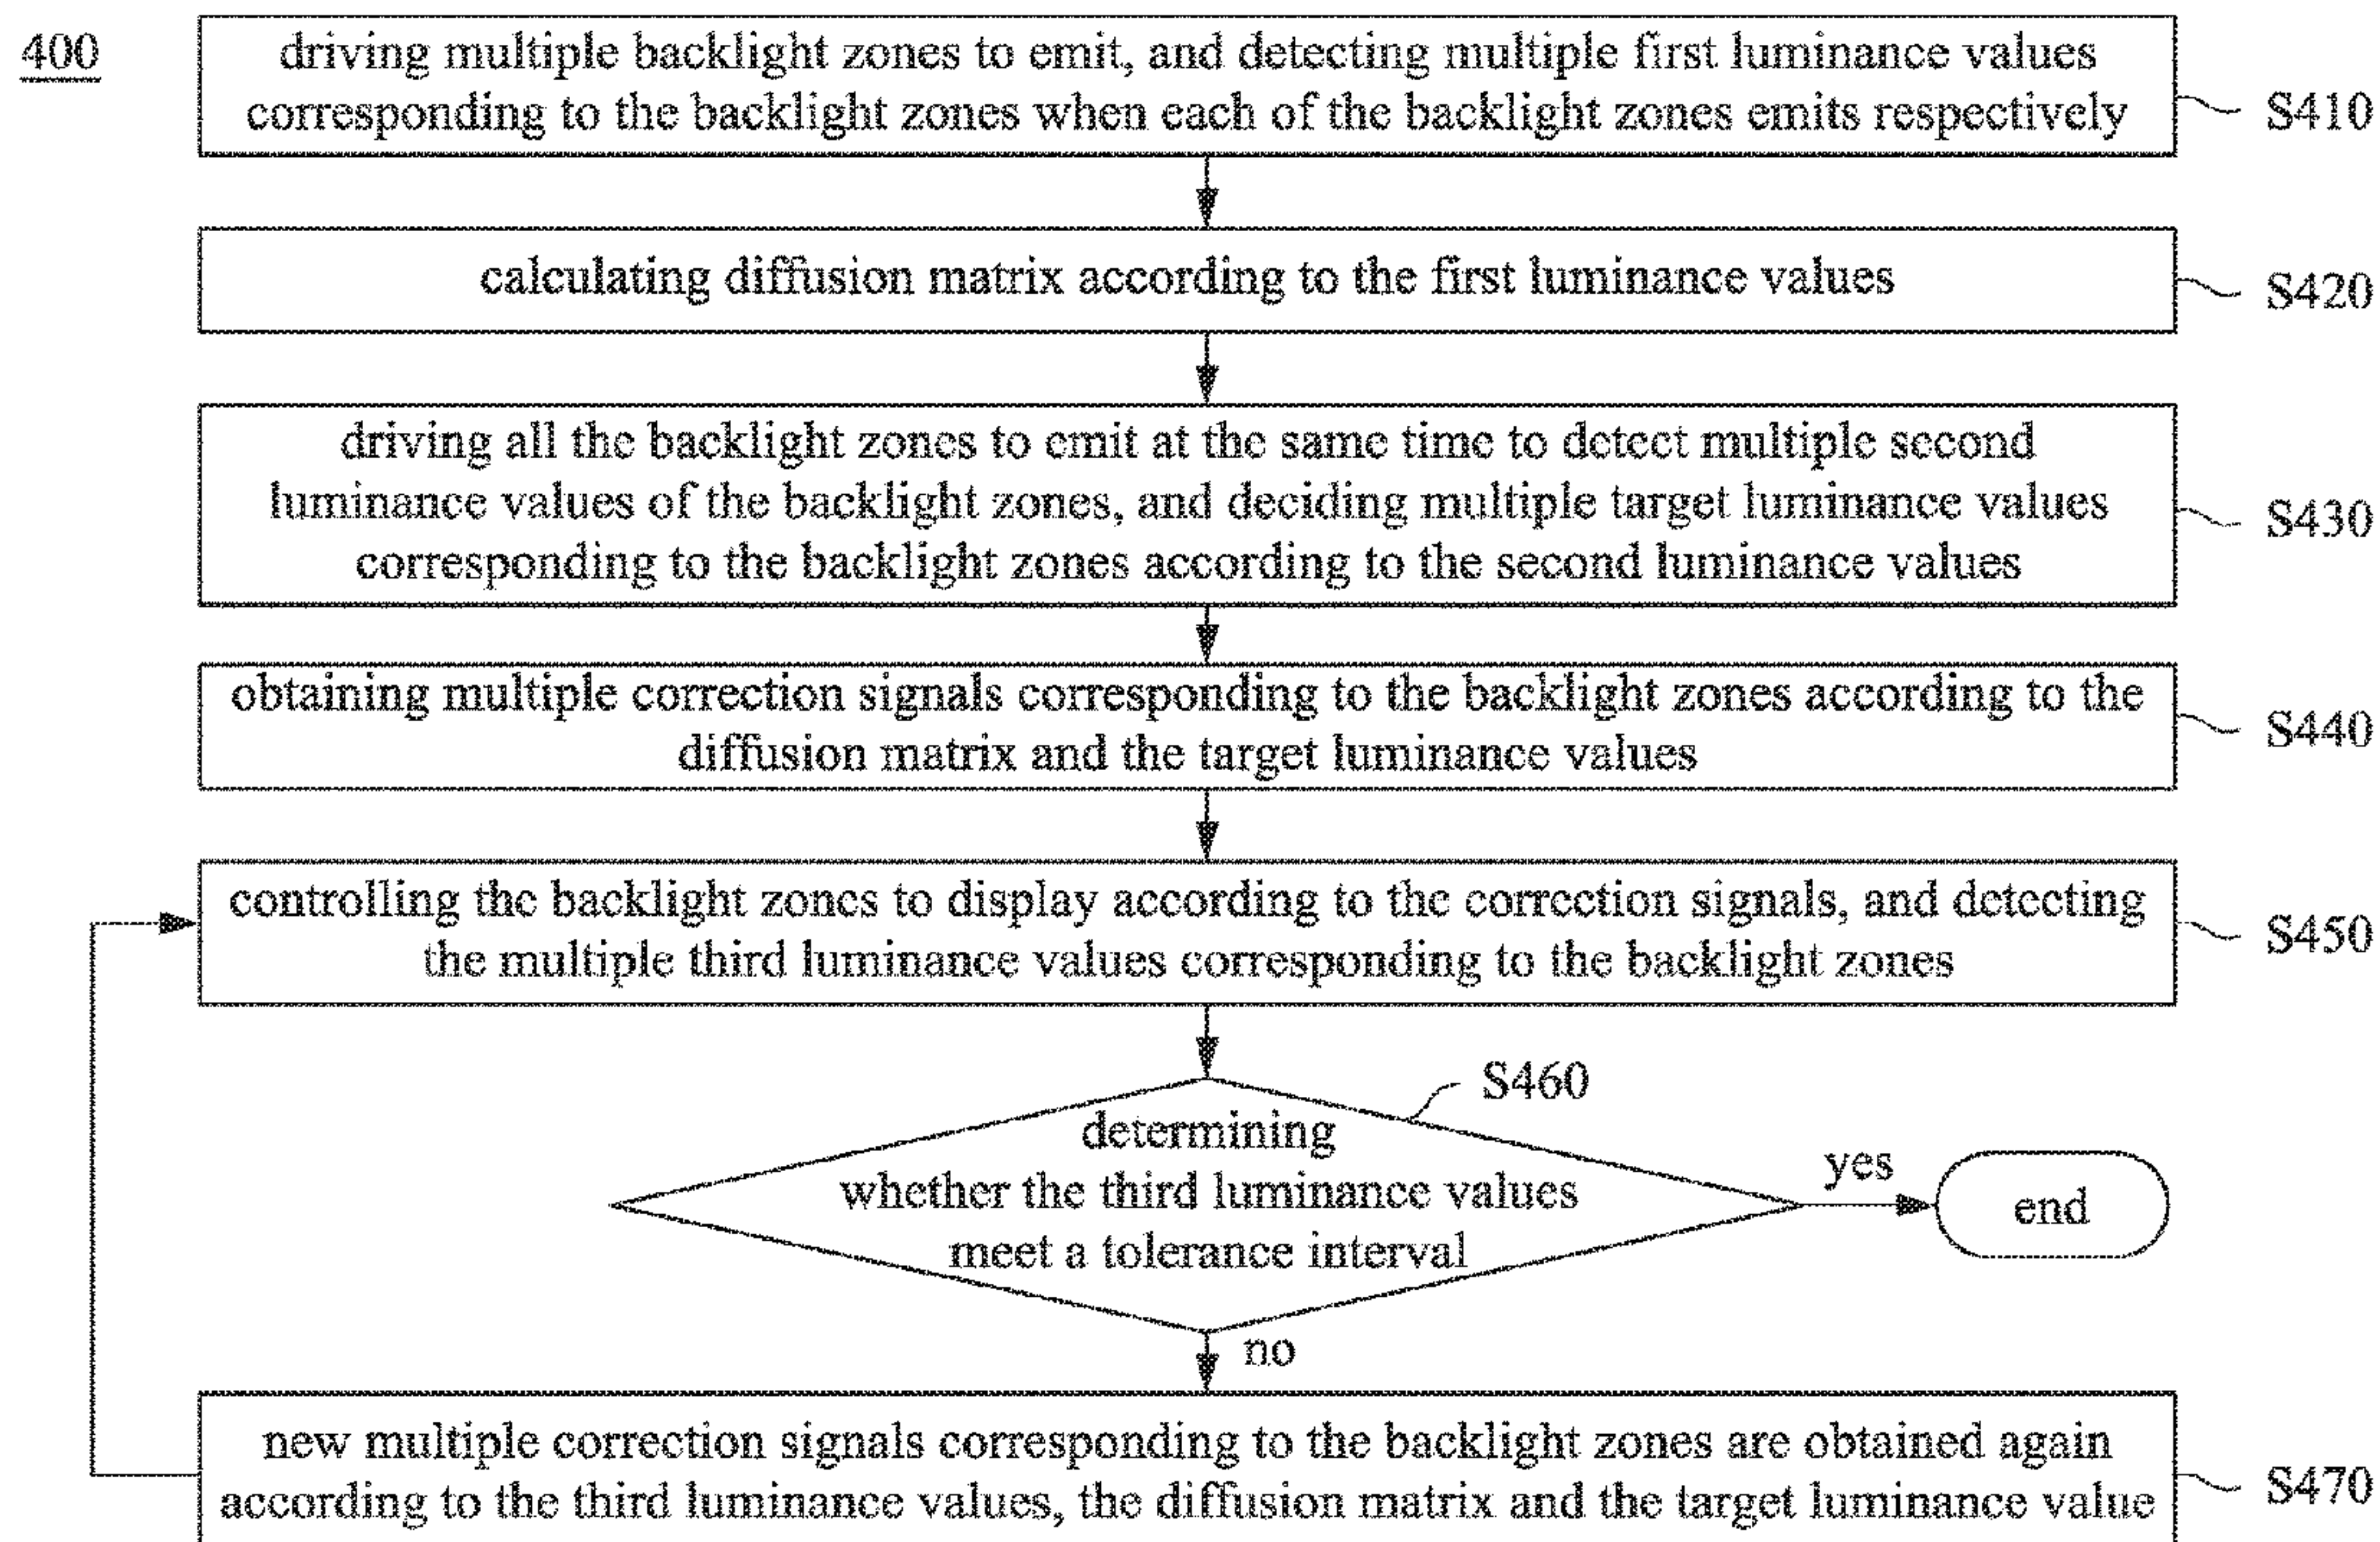 400
driving multiple backlight zones to emit, and detecting multiple first luminance values
corresponding to the backlight zones when each of the backlight zones emits respectively
S410
calculating diffusion matrix according to the first luminance values
S420
driving all the backlight zones to emit at the same time to detect multiple second
luminance values of the backlight zones, and deciding multiple target luminance values
corresponding to the backlight zones according to the second luminance values
S430
obtaining multiple correction signals corresponding to the backlight zones according to the
diffusion matrix and the target luminance values
S440
controlling the backlight zones to display according to the correction signals, and detecting
the multiple third luminance values corresponding to the backlight zones
S450
S460
determining
whether the third luminance values
meet a tolerance interval
yes
end
no
new multiple correction signals corresponding to the backlight zones are obtained again
according to the third luminance values, the diffusion matrix and the target luminance value
S470